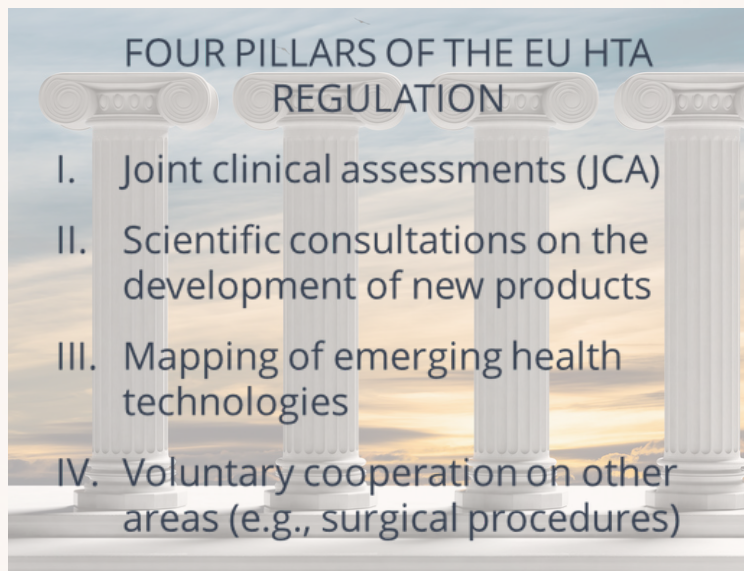 FOUR PILLARS OF THE EU HTA
REGULATION
I. Joint clinical assessments (JCA)
II. Scientific consultations on the
development of new products
III. Mapping of emerging health
technologies
IV. Voluntary cooperation on other
areas (e.g., surgical procedures)